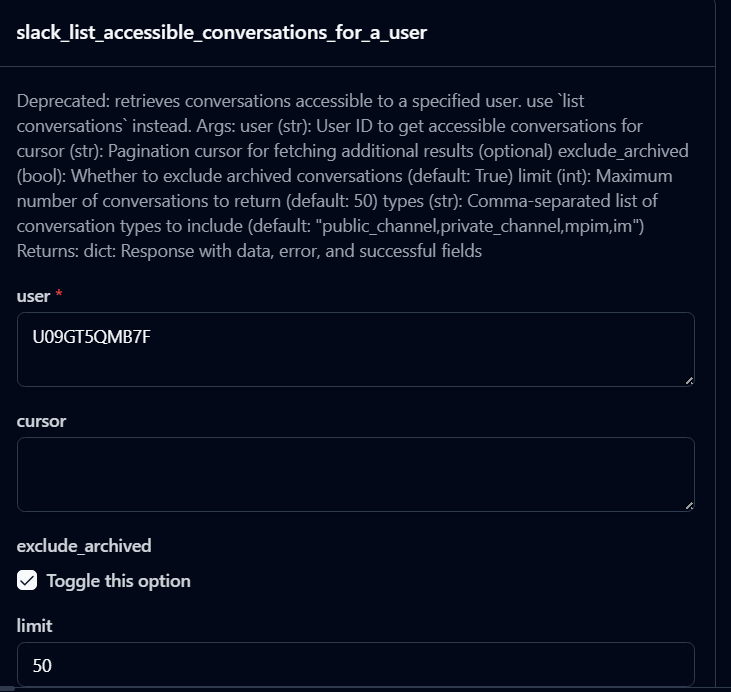 slack_list_accessible_conversations_for_a_user
Deprecated: retrieves conversations accessible to a specified user. use `list
conversations` instead. Args: user (str): User ID to get accessible conversations for
cursor (str): Pagination cursor for fetching additional results (optional) exclude_archived
(bool): Whether to exclude archived conversations (default: True) limit (int): Maximum
number of conversations to return (default: 50) types (str): Comma-separated list of
conversation types to include (default: "public_channel,private_channel,mpim,im")
Returns: dict: Response with data, error, and successful fields
user *
U09GT5QMB7F
cursor
exclude_archived
Toggle this option
limit
50